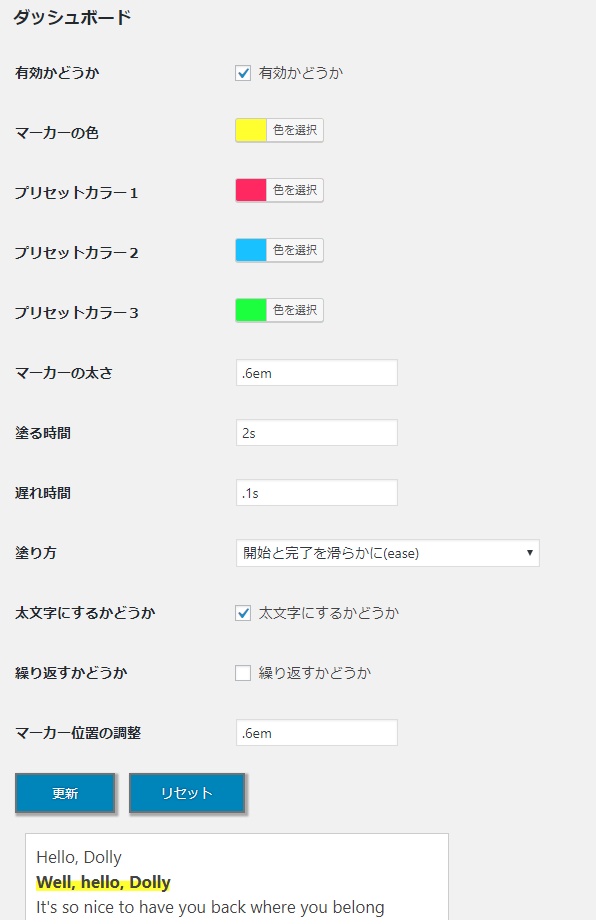 ダッシュボード
有効かどうか 有効かどうか
マーカーの色 色を選択
プリセットカラー１ 色を選択
プリセットカラー２ 色を選択
プリセットカラー３ 色を選択
マーカーの太さ .6em
塗る時間 2s
遅れ時間 .1s
塗り方 開始と完了を滑らかに(ease)
太文字にするかどうか 太文字にするかどうか
繰り返すかどうか 繰り返すかどうか
マーカー位置の調整 .6em
更新 リセット
Hello, Dolly
Well, hello, Dolly
It's so nice to have you back where you belong